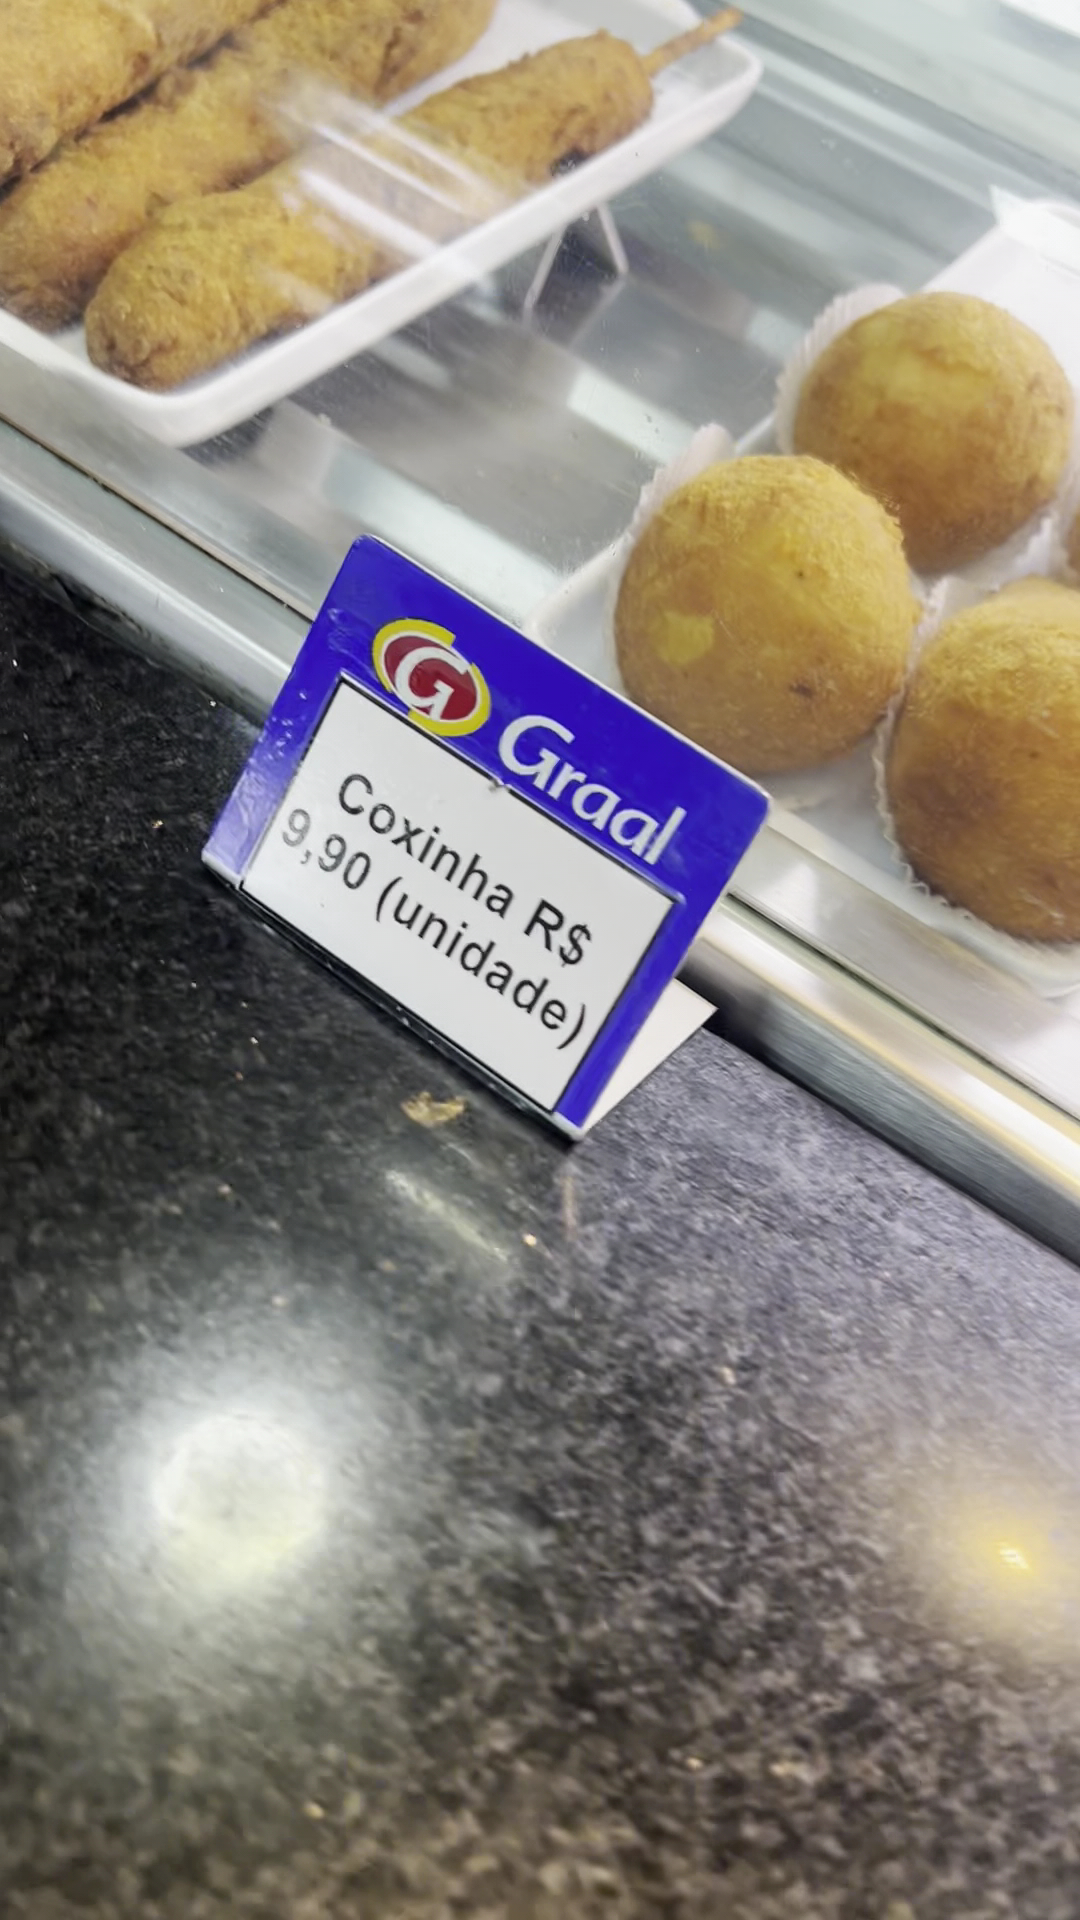 G Graal
Coxinha R$
9,90 (unidade)